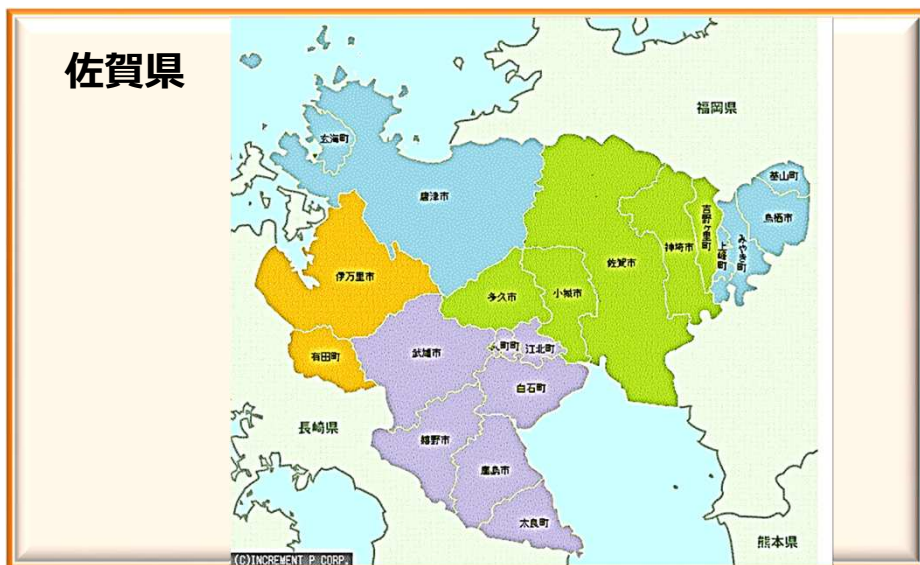 佐賀県
福岡県
玄海町
基山町
唐津市
鳥栖市
吉野ヶ里町
みやき町
上峰町
神埼市
佐賀市
伊万里市
多久市
小城市
有田町
武雄市
江北町
白石町
長崎県
嬉野市
鹿島市
太良町
熊本県
(C)INCREMENT P CORP.